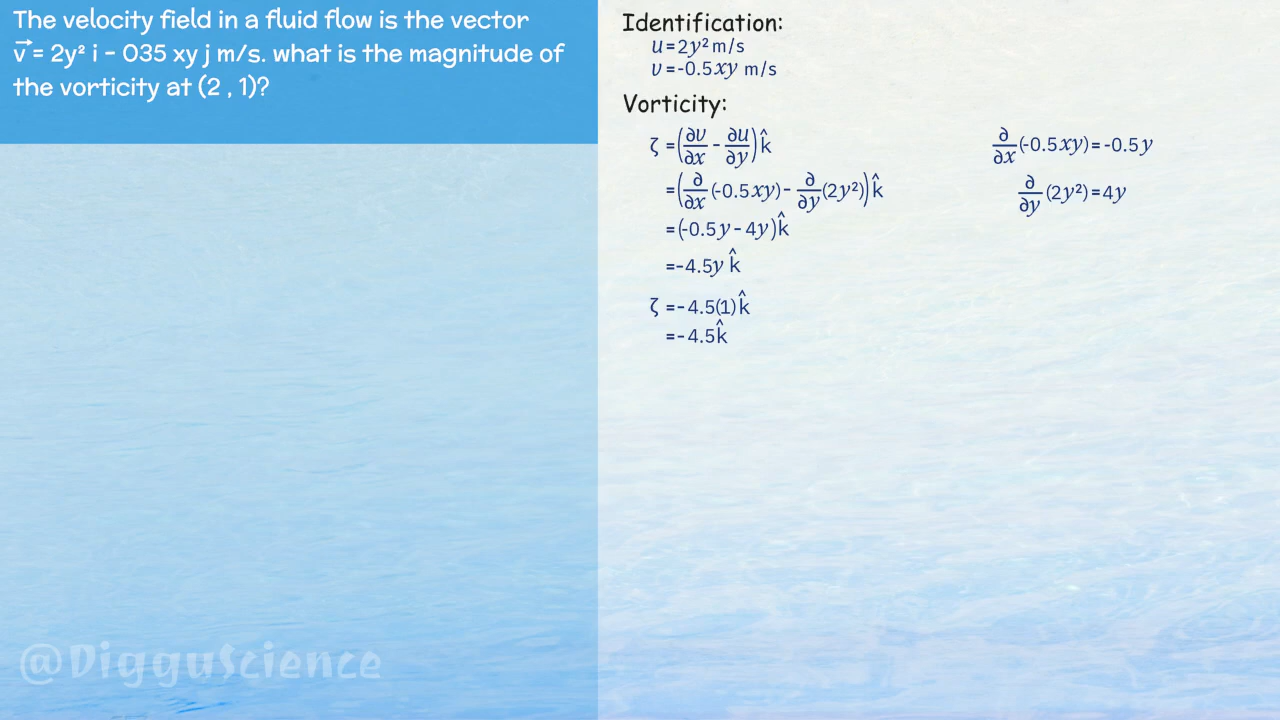 The velocity field in a fluid flow is the vector
v⃗ = 2y² i - 035 xy j m/s. what is the magnitude of
the vorticity at (2 , 1)?
Identification:
u=2y² m/s
υ=-0.5xy m/s
Vorticity:
ζ =(∂υ/∂x - ∂u/∂y)k̂
=(∂/∂x(-0.5xy)- ∂/∂y(2y²))k̂
=(-0.5y - 4y)k̂
=-4.5y k̂
ζ =-4.5(1)k̂
=-4.5k̂
∂/∂x(-0.5xy)=-0.5y
∂/∂y(2y²)=4y
@DigguScience